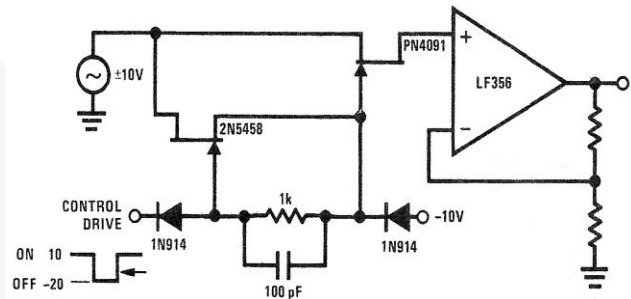 ±10V
PN4091
+
LF356
−
2N5458
1k
CONTROL
DRIVE
1N914
1N914
-10V
ON 10
OFF -20
100 pF